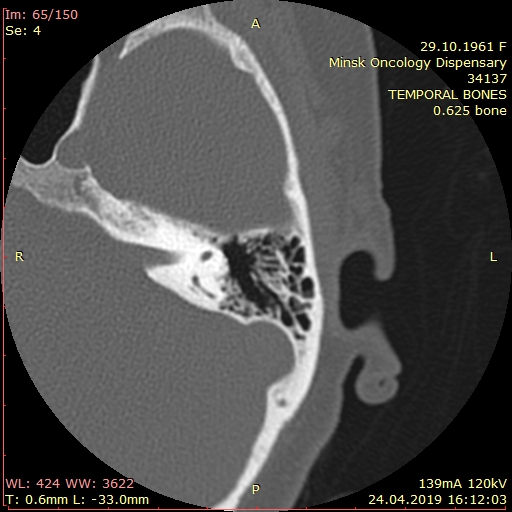 Im: 65/150
Se: 4
A
29.10.1961 F
Minsk Oncology Dispensary
34137
TEMPORAL BONES
0.625 bone
R
L
WL: 424 WW: 3622
T: 0.6mm L: -33.0mm
P
139mA 120kV
24.04.2019 16:12:03